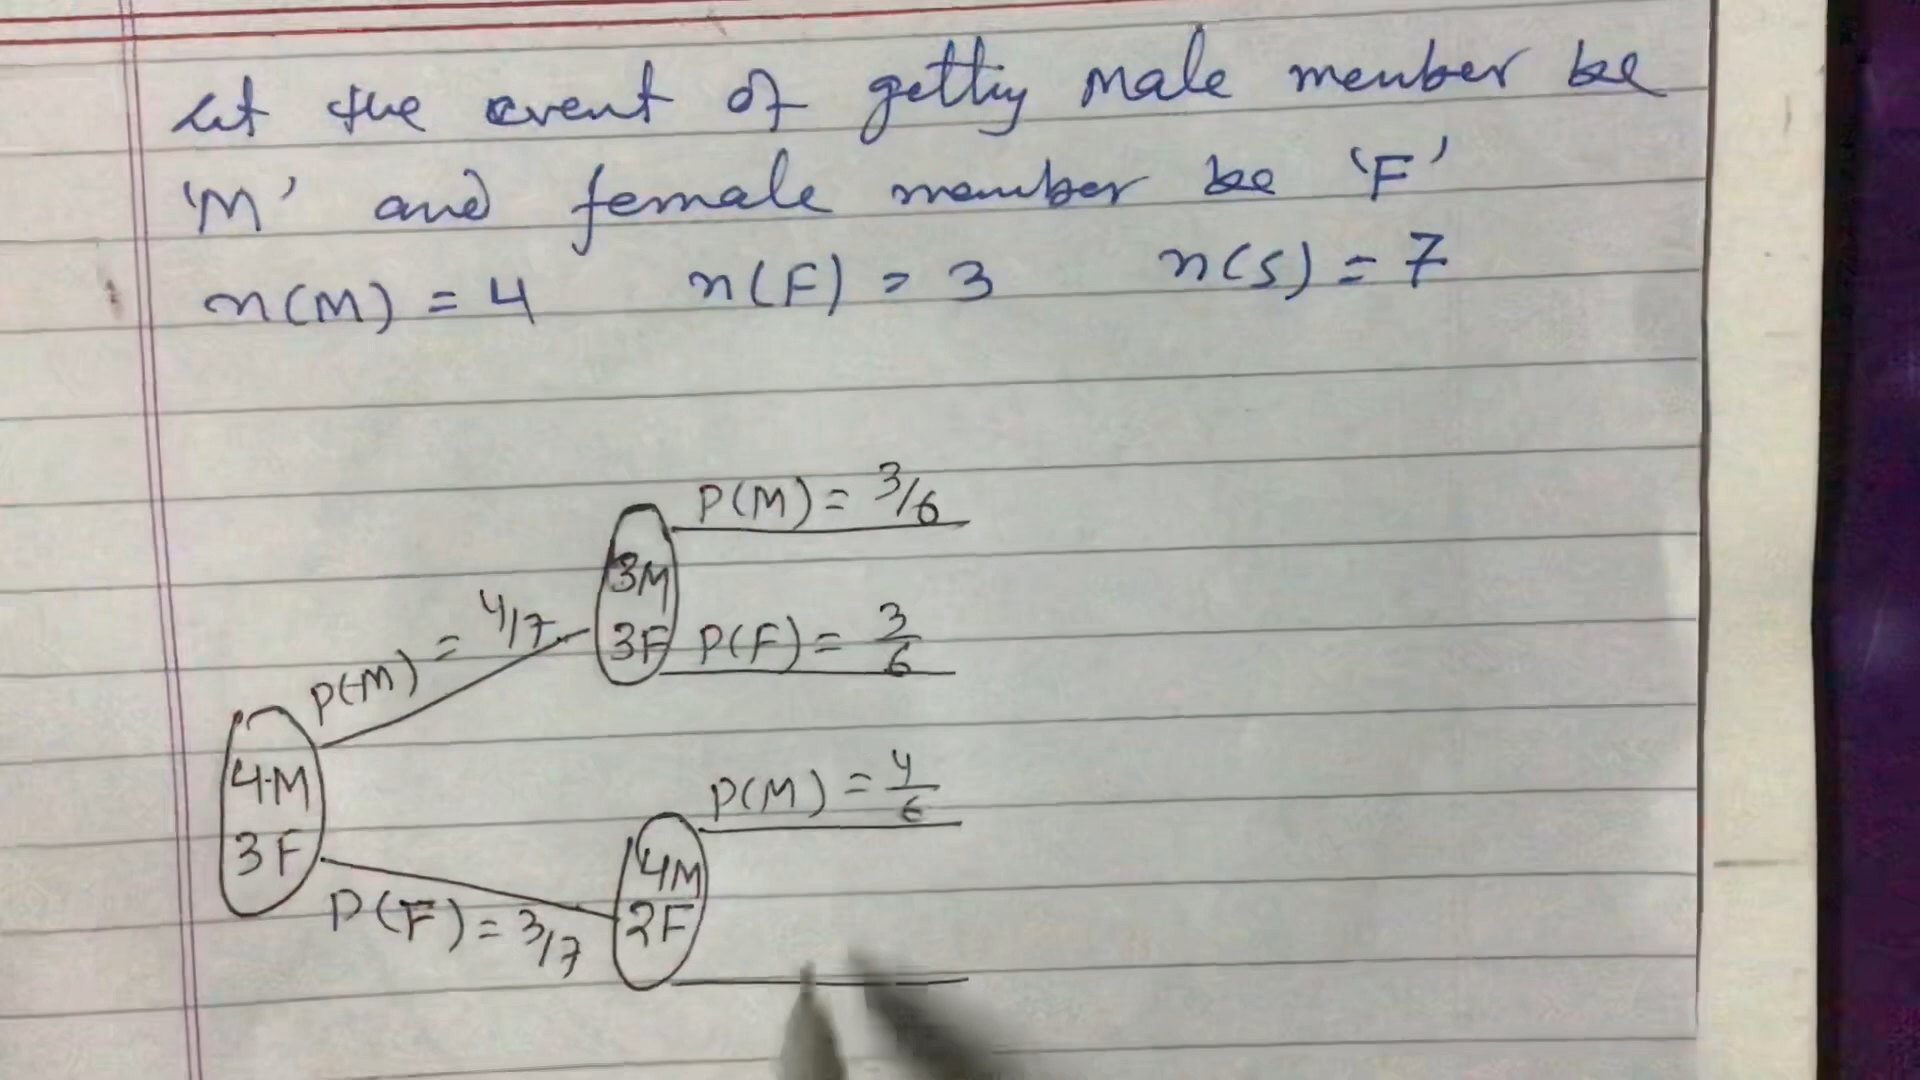 Let the event of getting Male member be
'M' and female member be 'F'
n(M) = 4 n(F) = 3 n(S) = 7
P(M) = 3/6
3M
3F P(F) = 3/6
P(M) = 4/7
4M
3F
P(F) = 3/7
P(M) = 4/6
4M
2F